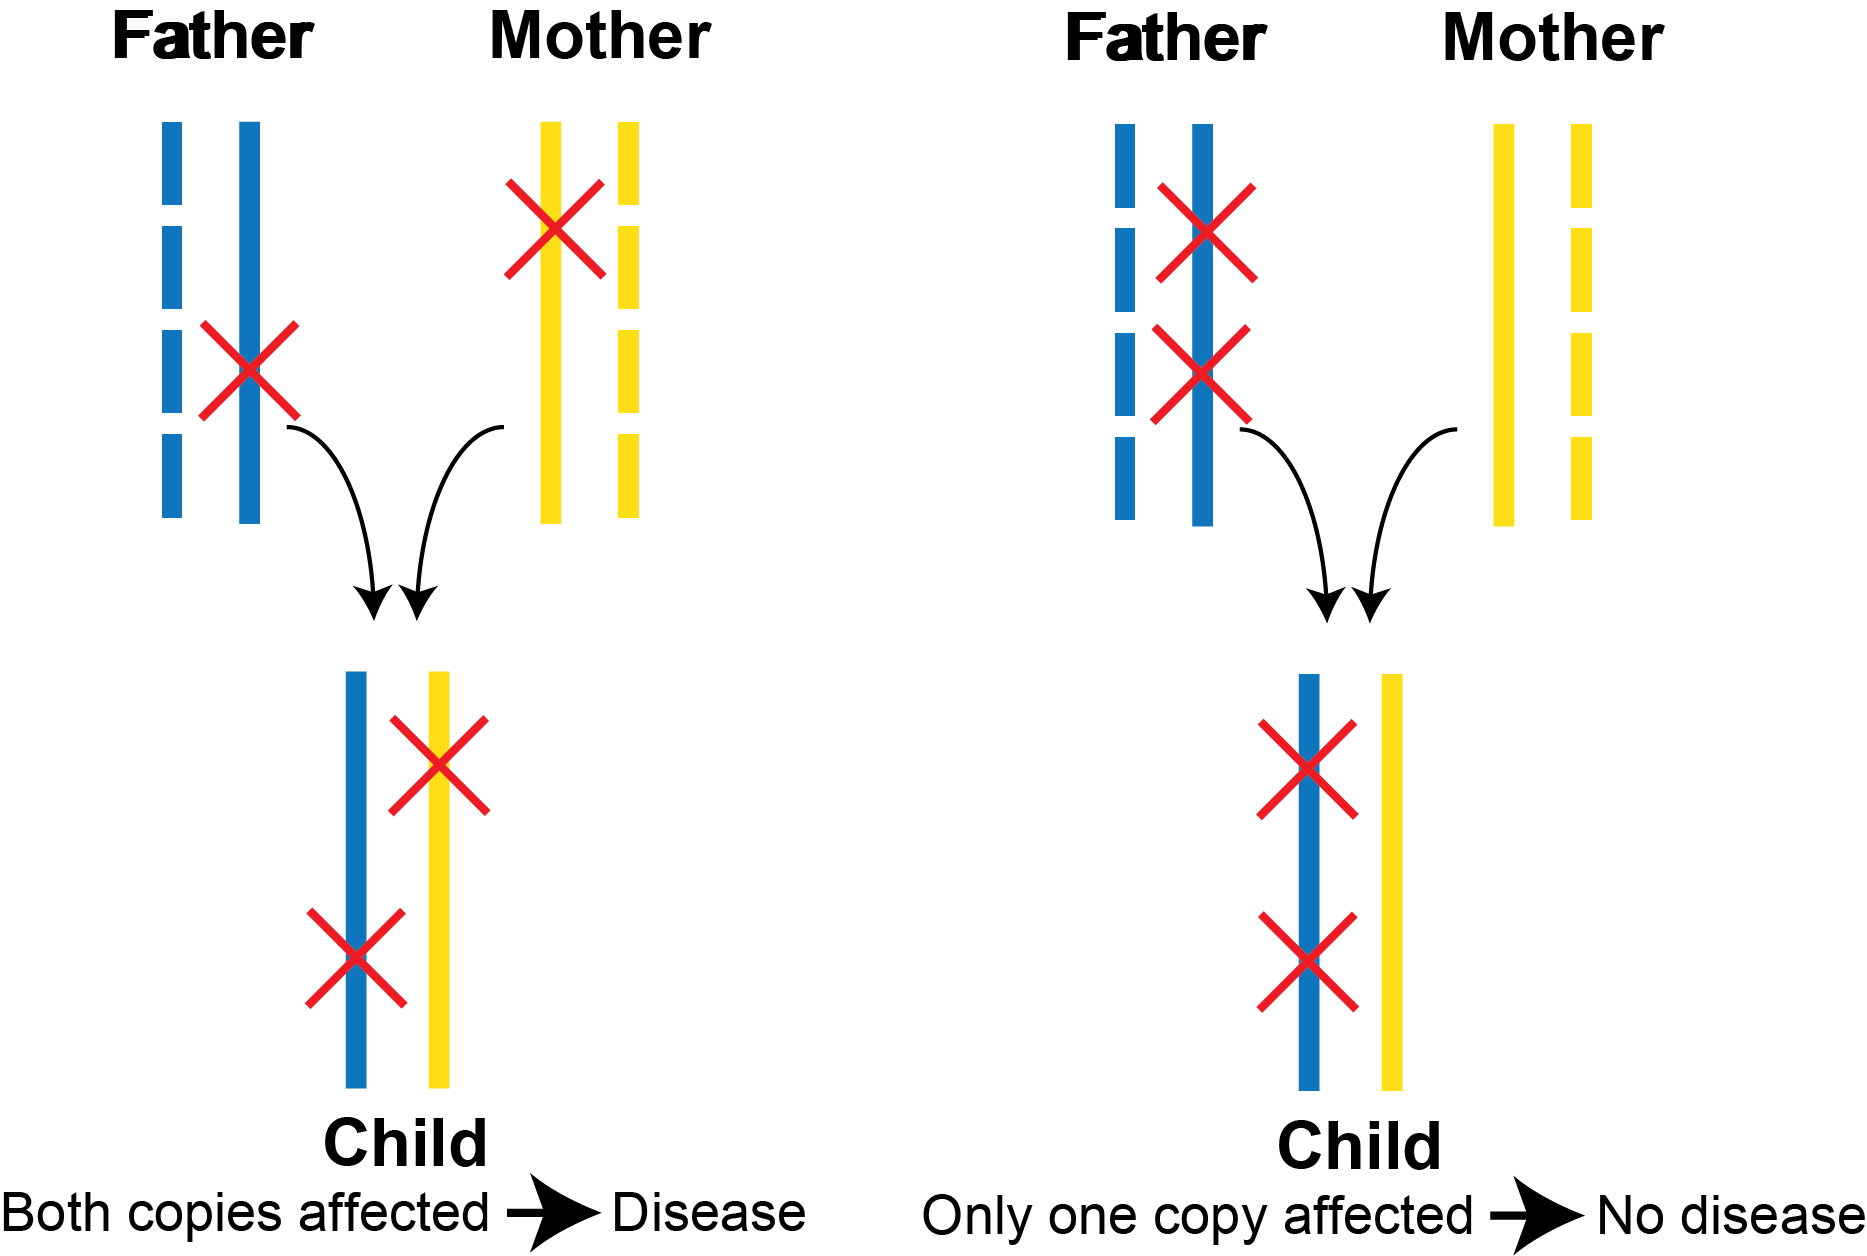 Father Mother
Father Mother
Child
Both copies affected Disease
Child
Only one copy affected No disease